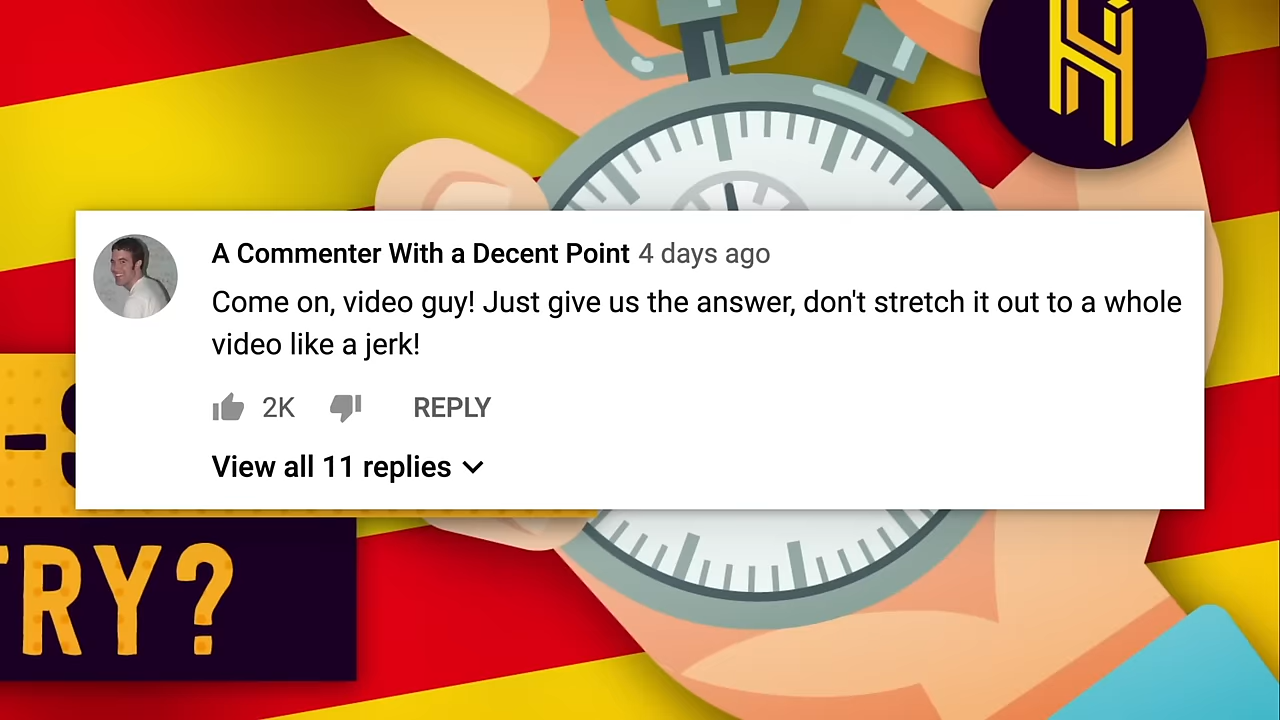 A Commenter With a Decent Point 4 days ago
Come on, video guy! Just give us the answer, don't stretch it out to a whole
video like a jerk!
2K REPLY
View all 11 replies
RY?